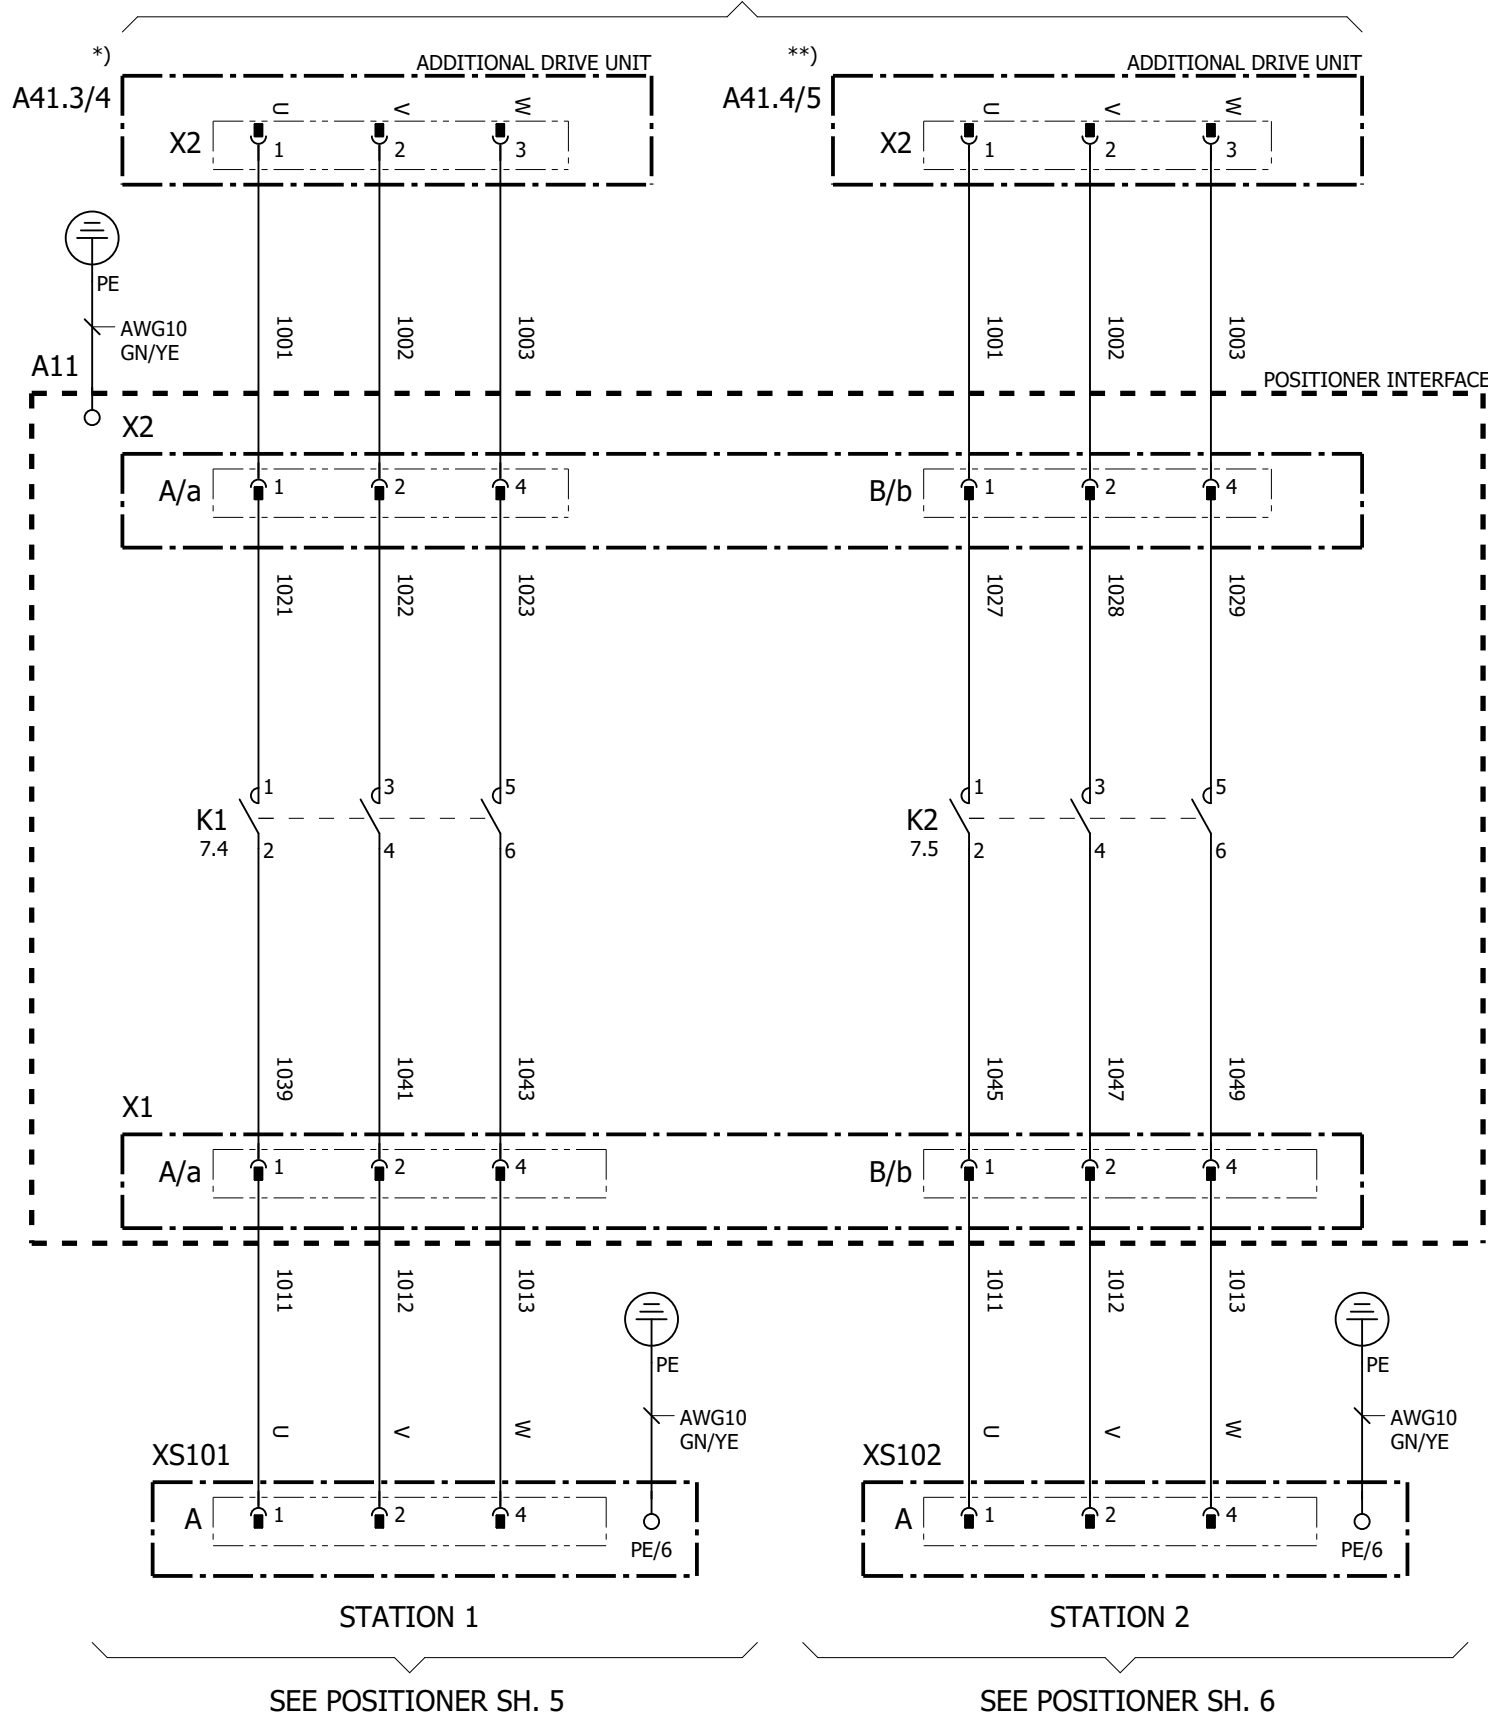 *)
ADDITIONAL DRIVE UNIT
**)
ADDITIONAL DRIVE UNIT
A41.3/4
U
V
W
A41.4/5
U
V
W
X2
1
2
3
X2
1
2
3
PE
AWG10
GN/YE
1001
1002
1003
1001
1002
1003
A11
POSITIONER INTERFACE
X2
A/a
1
2
4
B/b
1
2
4
1021
1022
1023
1027
1028
1029
1
3
5
1
3
5
K1
K2
7.4
2
4
6
7.5
2
4
6
1039
1041
1043
1045
1047
1049
X1
A/a
1
2
4
B/b
1
2
4
1011
1012
1013
1011
1012
1013
PE
PE
AWG10
GN/YE
AWG10
GN/YE
U
V
W
U
V
W
XS101
XS102
A
1
2
4
A
1
2
4
PE/6
PE/6
STATION 1
STATION 2
SEE POSITIONER SH. 5
SEE POSITIONER SH. 6